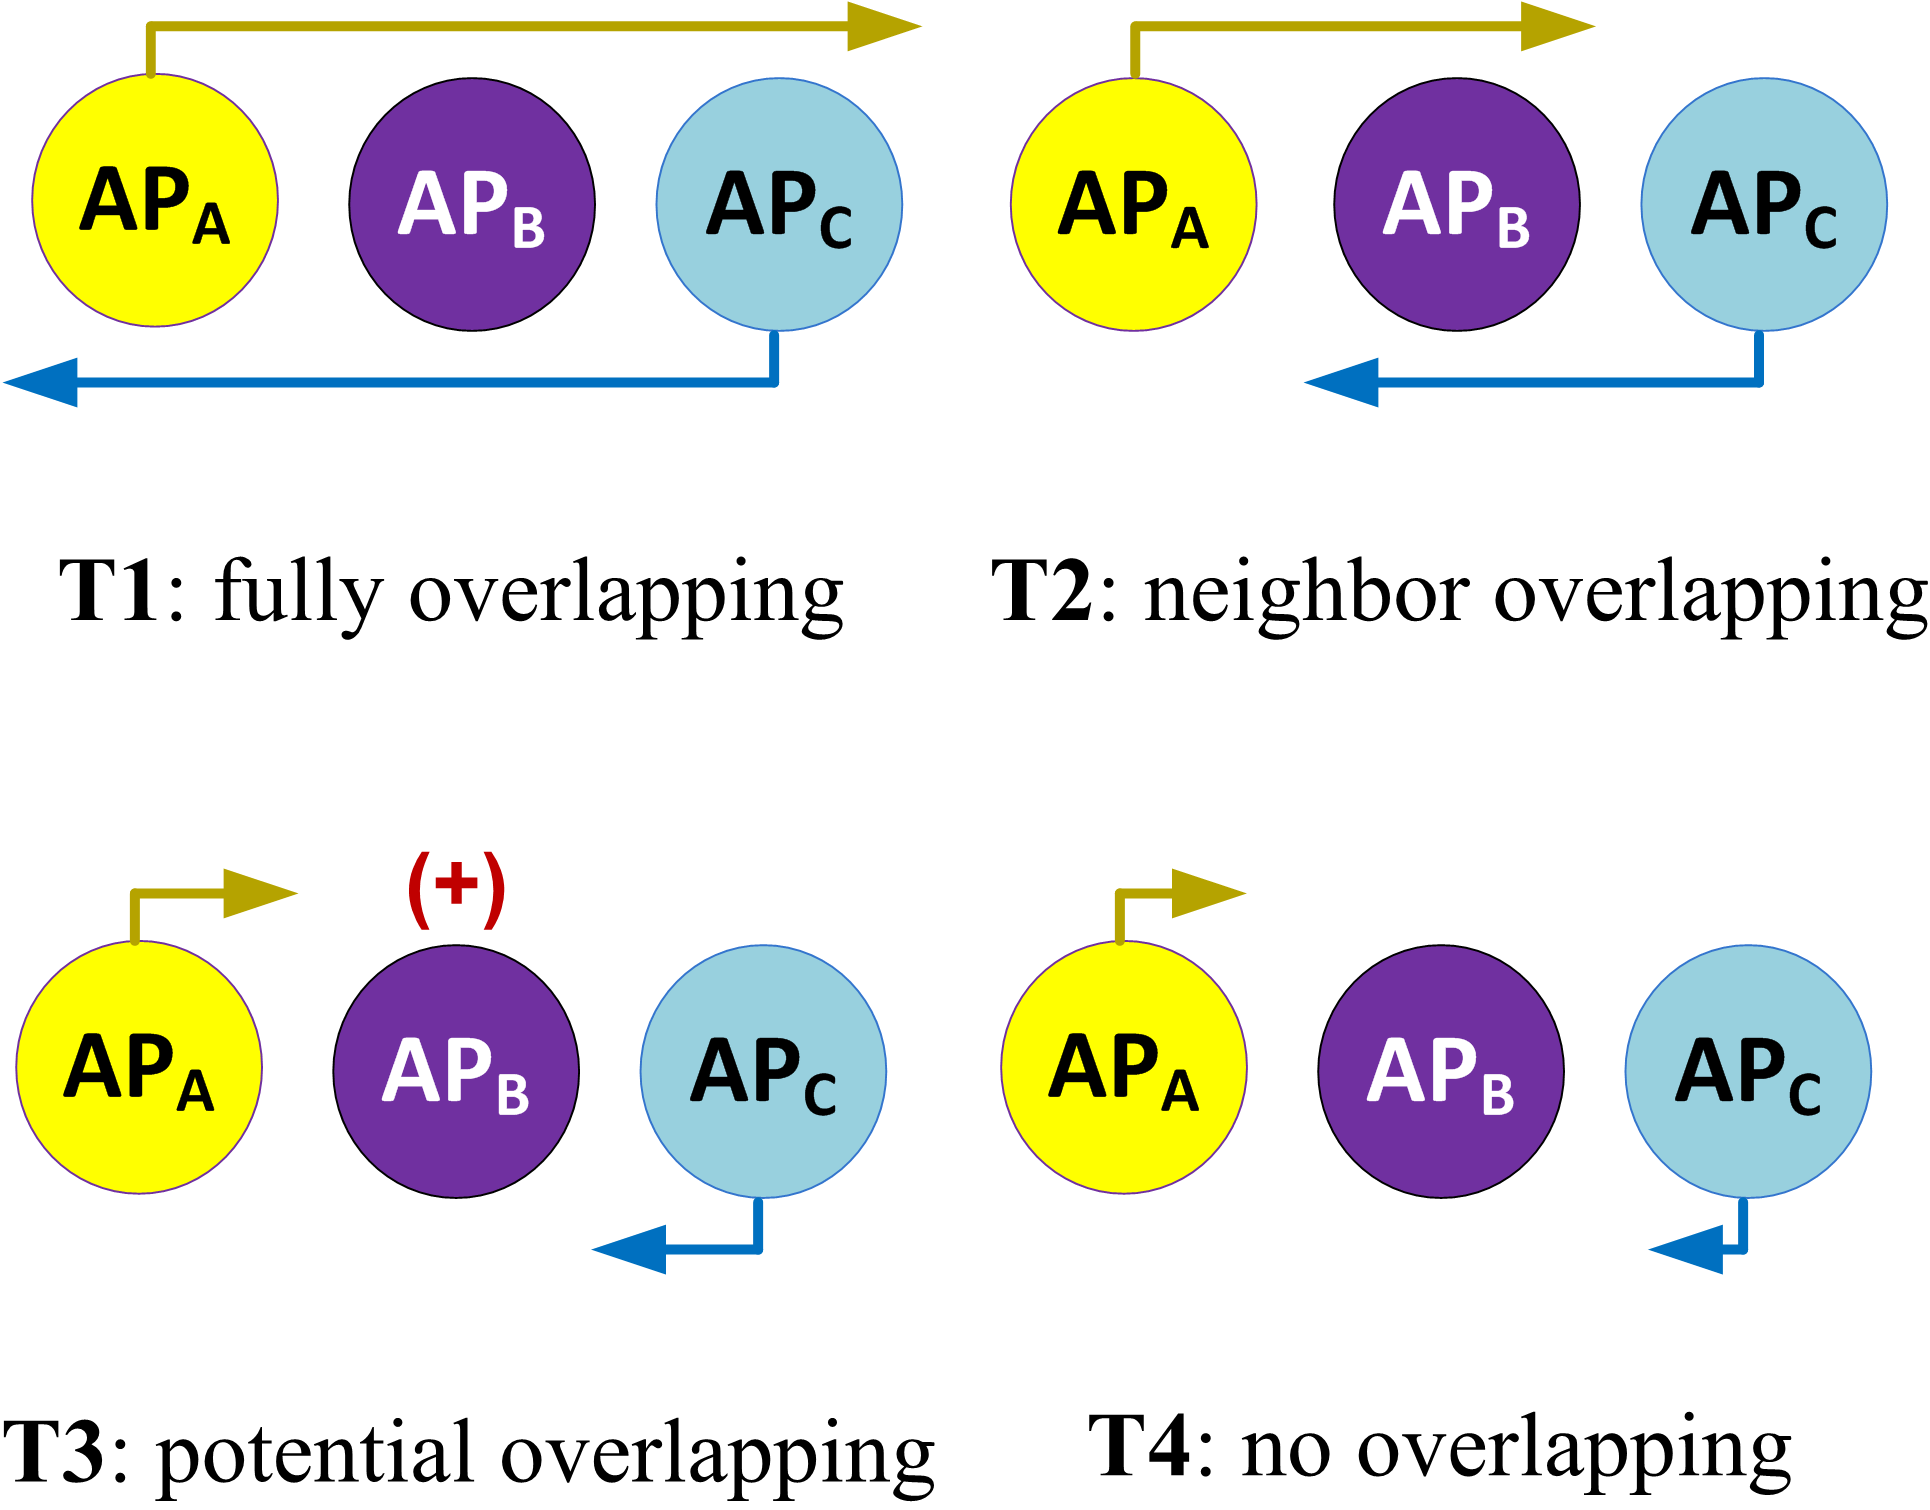 AP_A AP_B AP_C AP_A AP_B AP_C
T1: fully overlapping T2: neighbor overlapping
(+)
AP_A AP_B AP_C AP_A AP_B AP_C
T3: potential overlapping T4: no overlapping